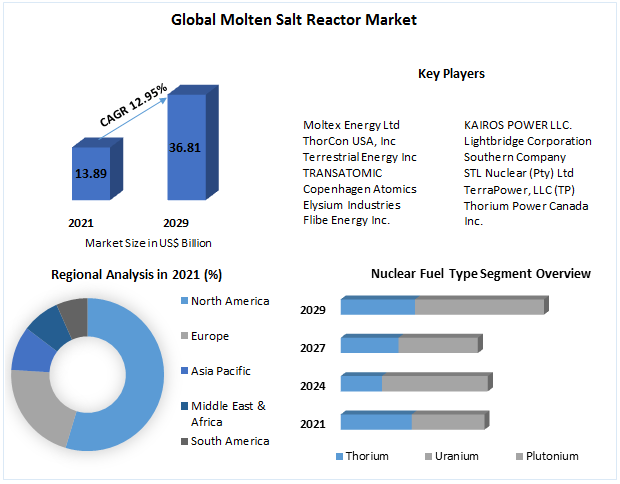 Global Molten Salt Reactor Market
CAGR 12.95%
13.89
36.81
2021
2029
Market Size in US$ Billion
Key Players
Moltex Energy Ltd
ThorCon USA, Inc
Terrestrial Energy Inc
TRANSATOMIC
Copenhagen Atomics
Elysium Industries
Flibe Energy Inc.
KAIROS POWER LLC.
Lightbridge Corporation
Southern Company
STL Nuclear (Pty) Ltd
TerraPower, LLC (TP)
Thorium Power Canada
Inc.
Regional Analysis in 2021 (%)
North America
Europe
Asia Pacific
Middle East &
Africa
South America
Nuclear Fuel Type Segment Overview
2029
2027
2024
2021
Thorium
Uranium
Plutonium